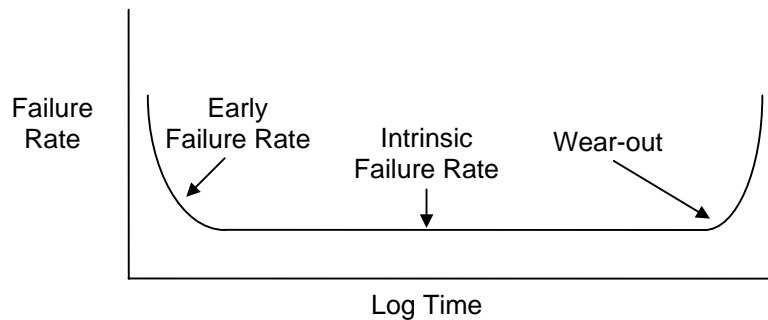 Failure
Rate
Early
Failure Rate
Intrinsic
Failure Rate
Wear-out
Log Time